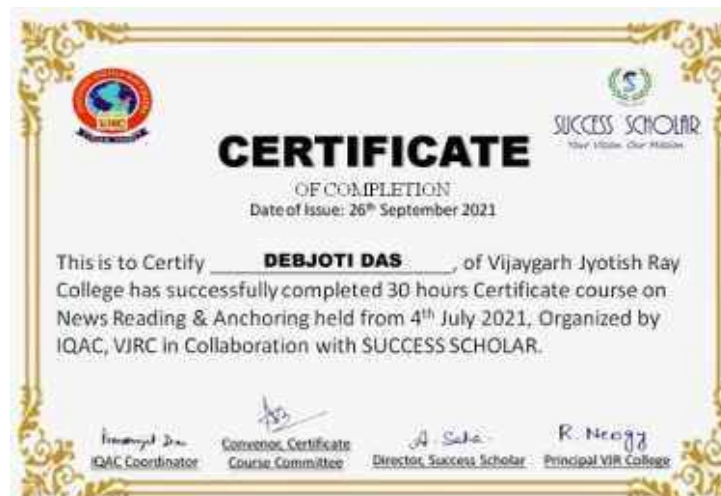 VJRC
SUCCESS SCHOLAR
Your Vision Our Mission
CERTIFICATE
OF COMPLETION
Date of Issue: 26th September 2021
This is to Certify DEBJOTI DAS, of Vijaygarh Jyotish Ray
College has successfully completed 30 hours Certificate course on
News Reading & Anchoring held from 4th July 2021, Organized by
IQAC, VJRC in Collaboration with SUCCESS SCHOLAR.
A. Saha R. Neogy
IQAC Coordinator Convenor, Certificate Director, Success Scholar Principal VJR College
Course Committee